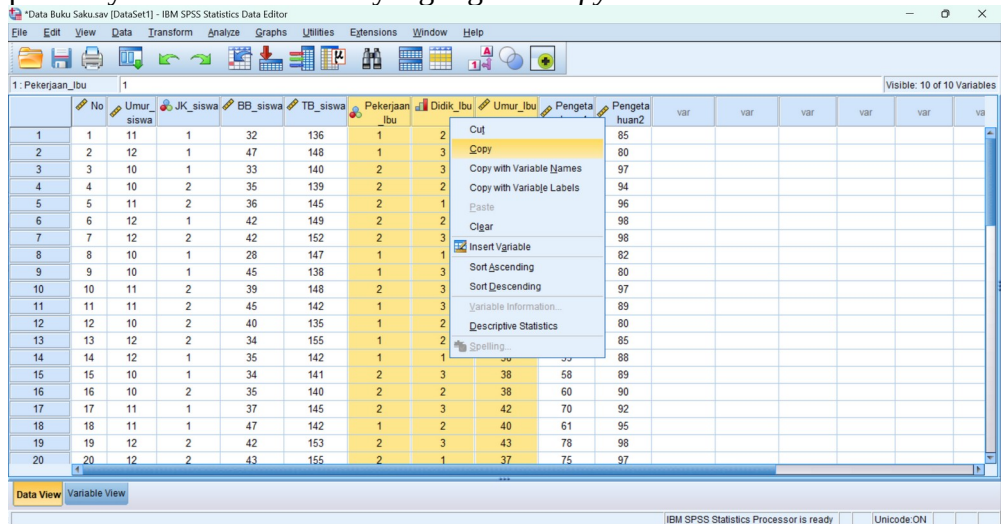 *Data Buku Saku.sav [DataSet1] - IBM SPSS Statistics Data Editor
File Edit View Data Transform Analyze Graphs Utilities Extensions Window Help
1 : Pekerjaan_Ibu 1 Visible: 10 of 10 Variables
No Umur_siswa JK_siswa BB_siswa TB_siswa Pekerjaan_Ibu Didik_Ibu Umur_Ibu Pengeta Pengetahuan2 var var var var va
1 1 11 1 32 136 1 2 85
2 2 12 1 47 148 1 3 80
3 3 10 1 33 140 2 3 97
4 4 10 2 35 139 2 2 94
5 5 11 2 36 145 2 1 96
6 6 12 1 42 149 2 2 98
7 7 12 2 42 152 2 3 98
8 8 10 1 28 147 1 1 82
9 9 10 1 45 138 1 3 80
10 10 11 2 39 148 2 3 97
11 11 11 2 45 142 1 3 89
12 12 10 2 40 135 1 2 80
13 13 12 2 34 155 1 2 85
14 14 12 1 35 142 1 1 88
15 15 10 1 34 141 2 3 38 58 89
16 16 10 2 35 140 2 2 38 60 90
17 17 11 1 37 145 2 3 42 70 92
18 18 11 1 47 142 1 2 40 61 95
19 19 12 2 42 153 2 3 43 78 98
20 20 12 2 43 155 2 1 37 75 97
Cut
Copy
Copy with Variable Names
Copy with Variable Labels
Paste
Clear
Insert Variable
Sort Ascending
Sort Descending
Variable Information...
Descriptive Statistics
Spelling...
Data View Variable View
IBM SPSS Statistics Processor is ready Unicode:ON